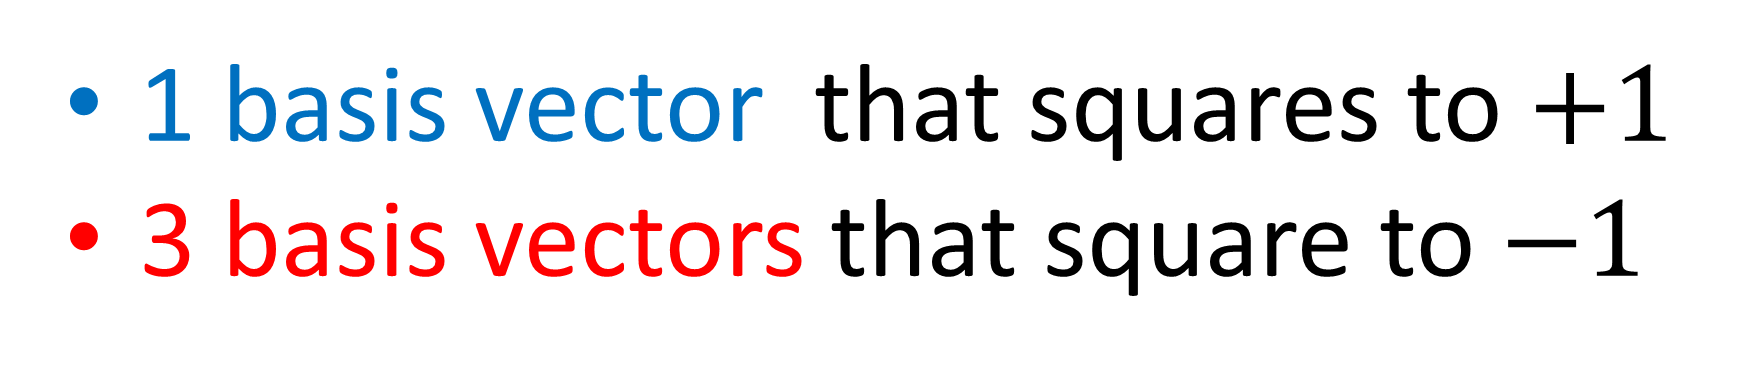 • 1 basis vector that squares to +1
• 3 basis vectors that square to −1